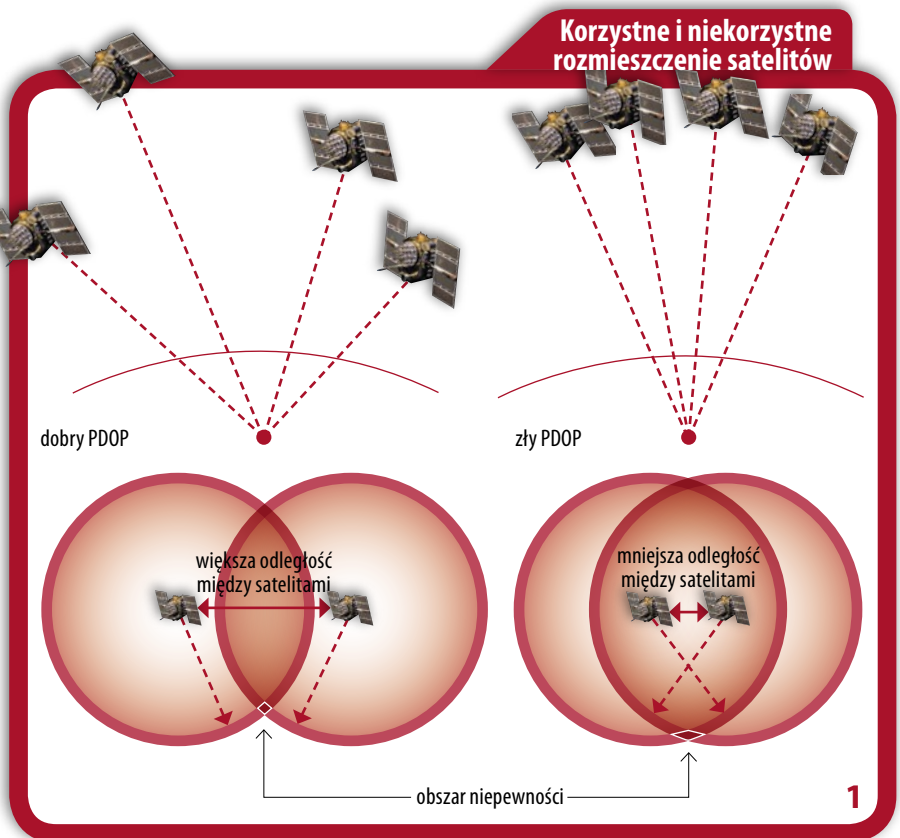 Korzystne i niekorzystne
rozmieszczenie satelitów
dobry PDOP
zły PDOP
większa odległość
między satelitami
mniejsza odległość
między satelitami
obszar niepewności
1